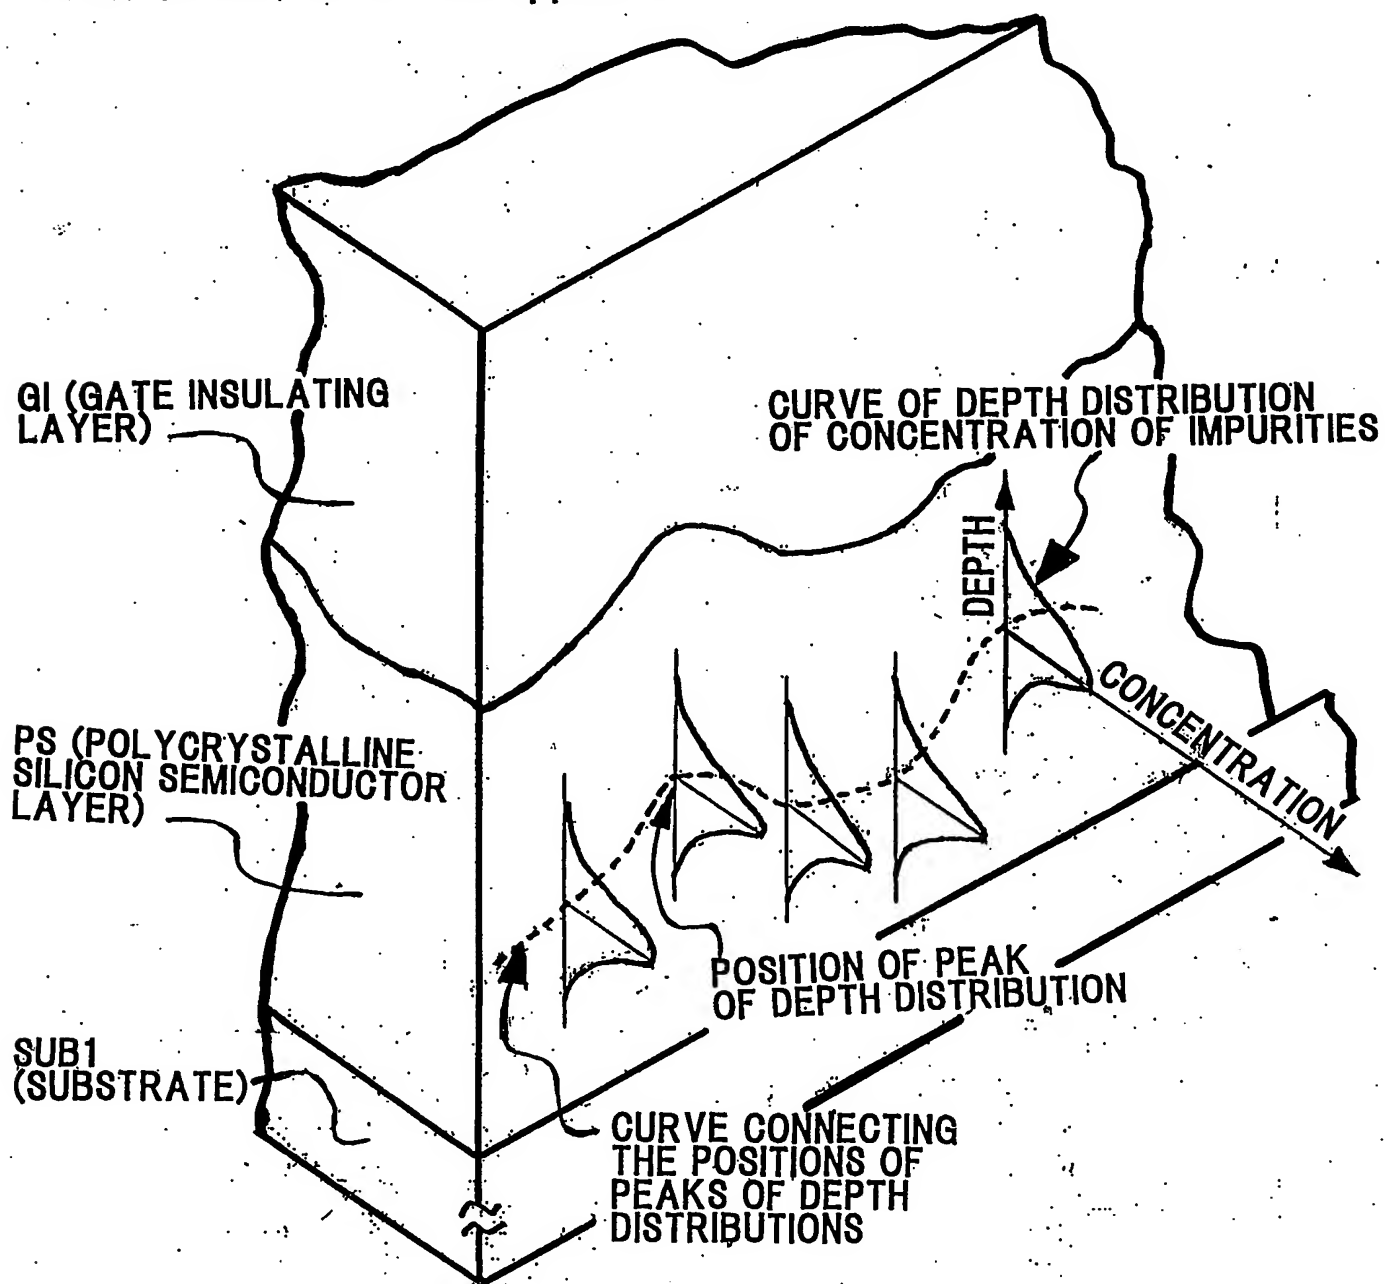 GI (GATE INSULATING
LAYER)
CURVE OF DEPTH DISTRIBUTION
OF CONCENTRATION OF IMPURITIES
DEPTH
CONCENTRATION
PS (POLYCRYSTALLINE
SILICON SEMICONDUCTOR
LAYER)
POSITION OF PEAK
OF DEPTH DISTRIBUTION
SUB1
(SUBSTRATE)
CURVE CONNECTING
THE POSITIONS OF
PEAKS OF DEPTH
DISTRIBUTIONS